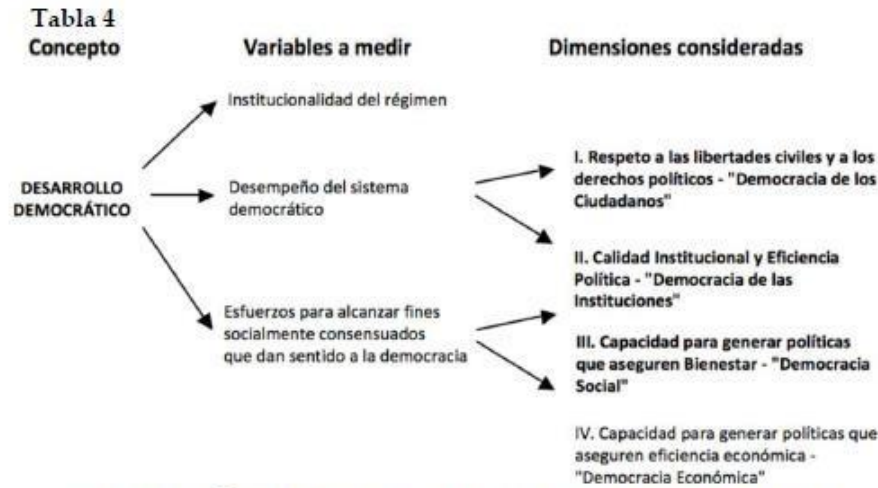 Tabla 4
Concepto
Variables a medir
Dimensiones consideradas
DESARROLLO
DEMOCRÁTICO
Institucionalidad del régimen
Desempeño del sistema
democrático
Esfuerzos para alcanzar fines
socialmente consensuados
que dan sentido a la democracia
I. Respeto a las libertades civiles y a los
derechos políticos - "Democracia de los
Ciudadanos"
II. Calidad Institucional y Eficiencia
Política - "Democracia de las
Instituciones"
III. Capacidad para generar políticas
que aseguren Bienestar - "Democracia
Social"
IV. Capacidad para generar políticas que
aseguren eficiencia económica -
"Democracia Económica"